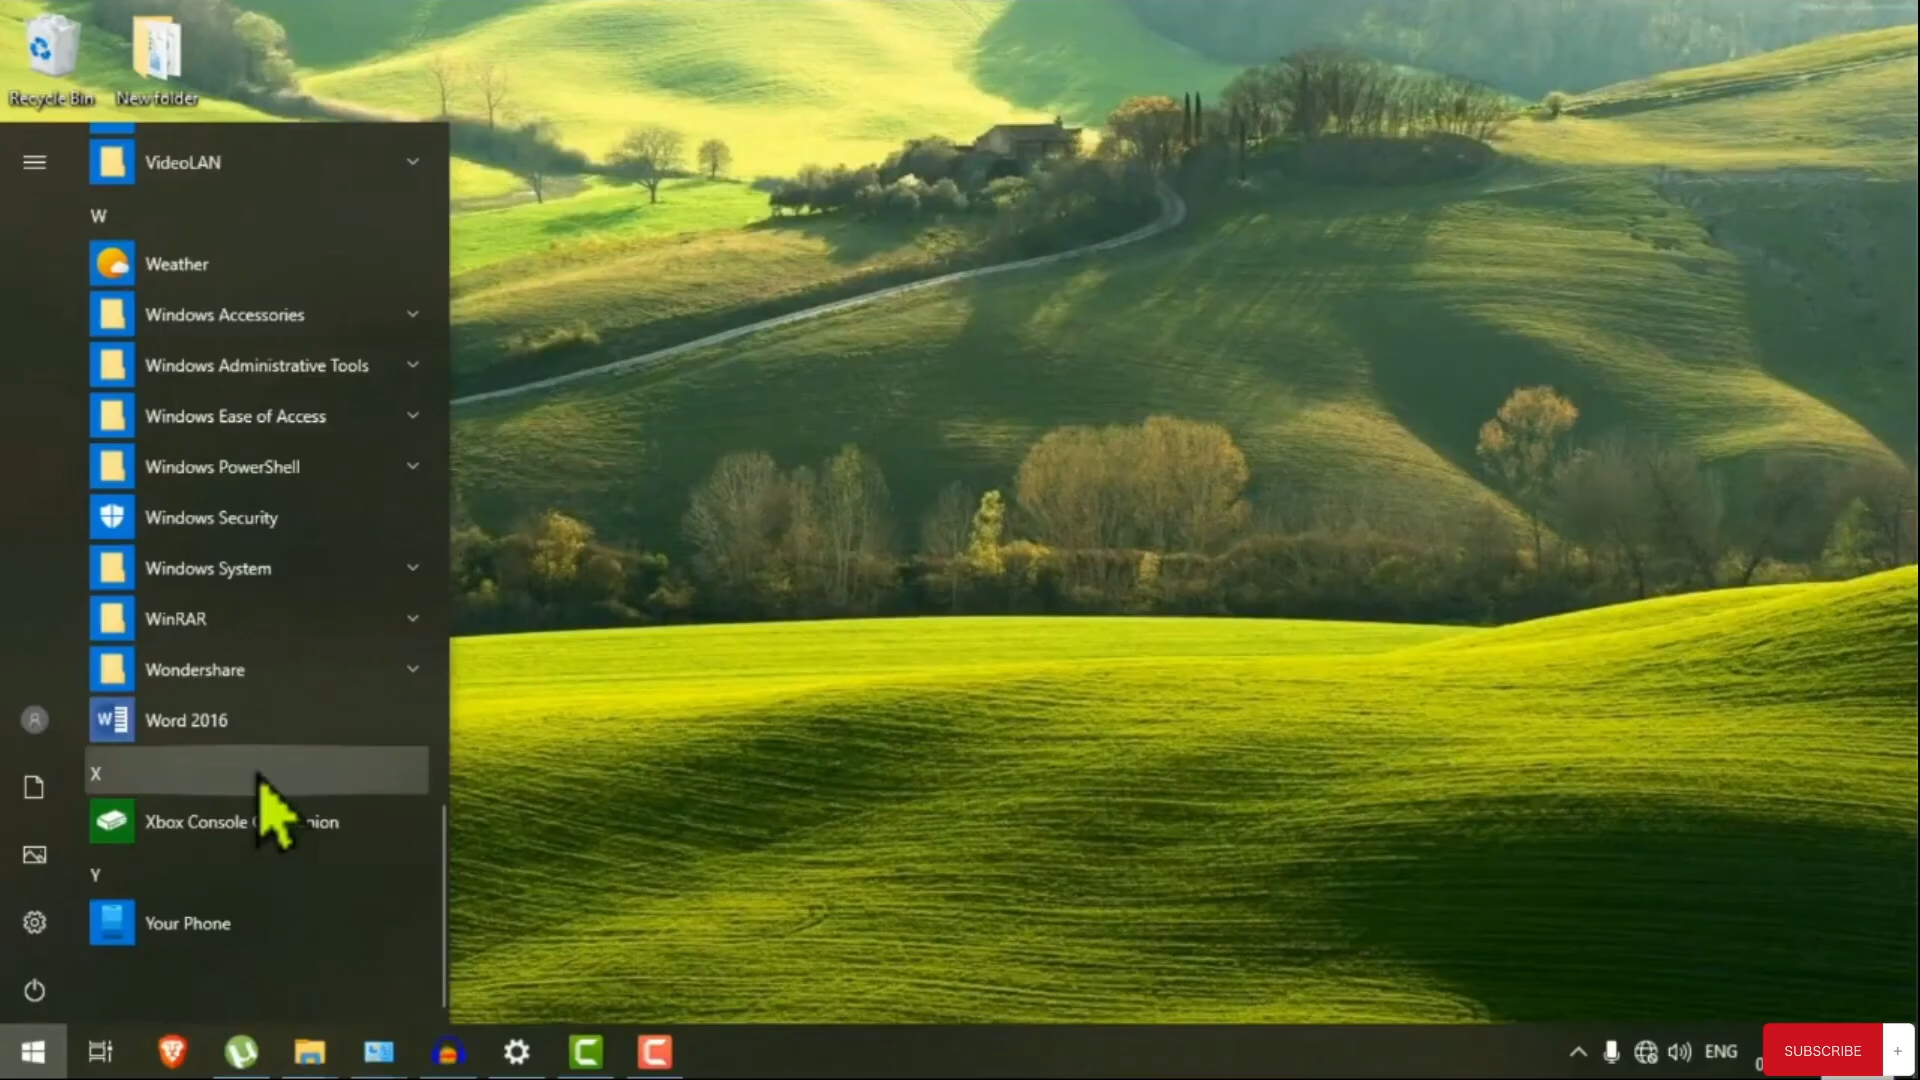 Recycle Bin
New folder
VideoLAN
W
Weather
Windows Accessories
Windows Administrative Tools
Windows Ease of Access
Windows PowerShell
Windows Security
Windows System
WinRAR
Wondershare
Word 2016
X
Xbox Console
Y
Your Phone
ENG
SUBSCRIBE +